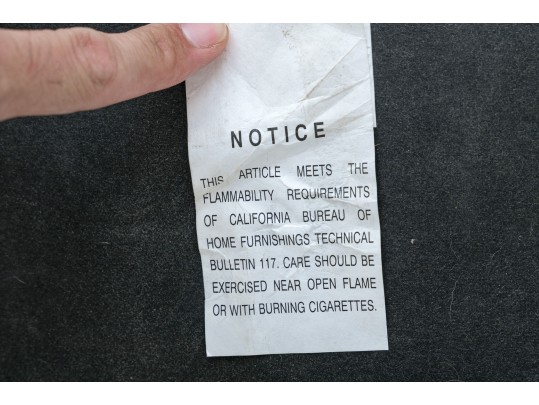 NOTICE
THIS ARTICLE MEETS THE
FLAMMABILITY REQUIREMENTS
OF CALIFORNIA BUREAU OF
HOME FURNISHINGS TECHNICAL
BULLETIN 117. CARE SHOULD BE
EXERCISED NEAR OPEN FLAME
OR WITH BURNING CIGARETTES.